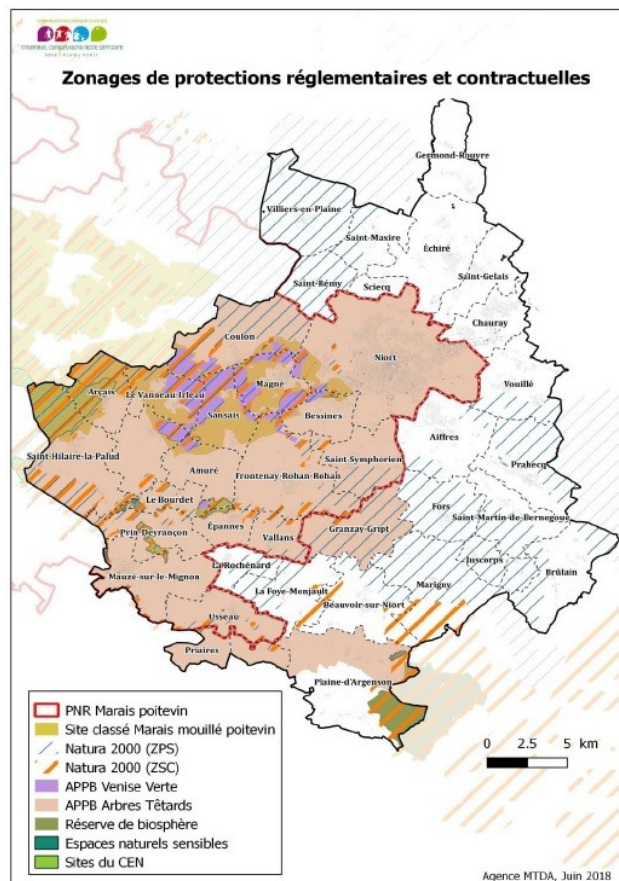 Zonages de protections réglementaires et contractuelles
Germond-Rouvre
Villiers-en-Plaine
Saint-Maxire
Échiré
Saint-Rémy
Sciecq
Saint-Gelais
Chauray
Coulon
Niort
Magné
Vouillé
Arçais
Le Vanneau-Irleau
Sansais
Bessines
Aiffres
Saint-Hilaire-la-Palud
Saint-Symphorien
Prahecq
Amuré
Frontenay-Rohan-Rohan
Le Bourdet
Fors
Saint-Martin-de-Bernegoue
Prin-Deyrançon
Épannes
Vallans
Granzay-Gript
Juscorps
Brûlain
La Rochénard
Mauzé-sur-le-Mignon
La Foye-Monjault
Marigny
Beauvoir-sur-Niort
Usseau
Priaires
Plaine-d'Argenson
PNR Marais poitevin
Site classé Marais mouillé poitevin
Natura 2000 (ZPS)
Natura 2000 (ZSC)
APPB Venise Verte
APPB Arbres Têtards
Réserve de biosphère
Espaces naturels sensibles
Sites du CEN
0 2.5 5 km
Agence MTDA, Juin 2018